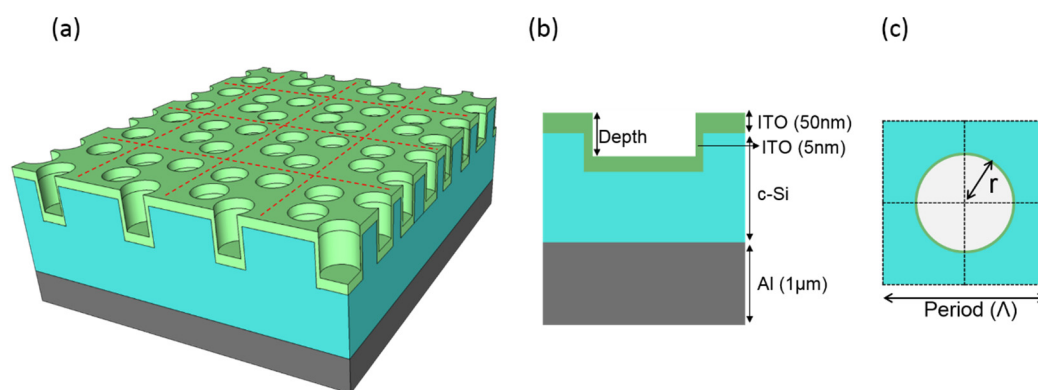 (a)
(b)
(c)
Depth
ITO (50nm)
ITO (5nm)
c-Si
Al (1μm)
r
Period (Λ)